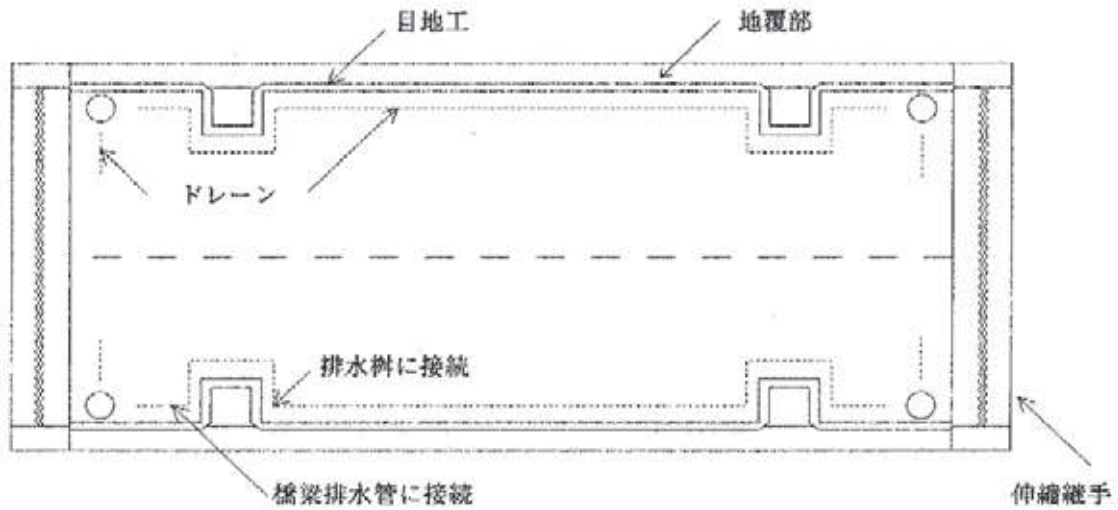 目地工
地覆部
ドレーン
排水桝に接続
橋梁排水管に接続
伸縮継手